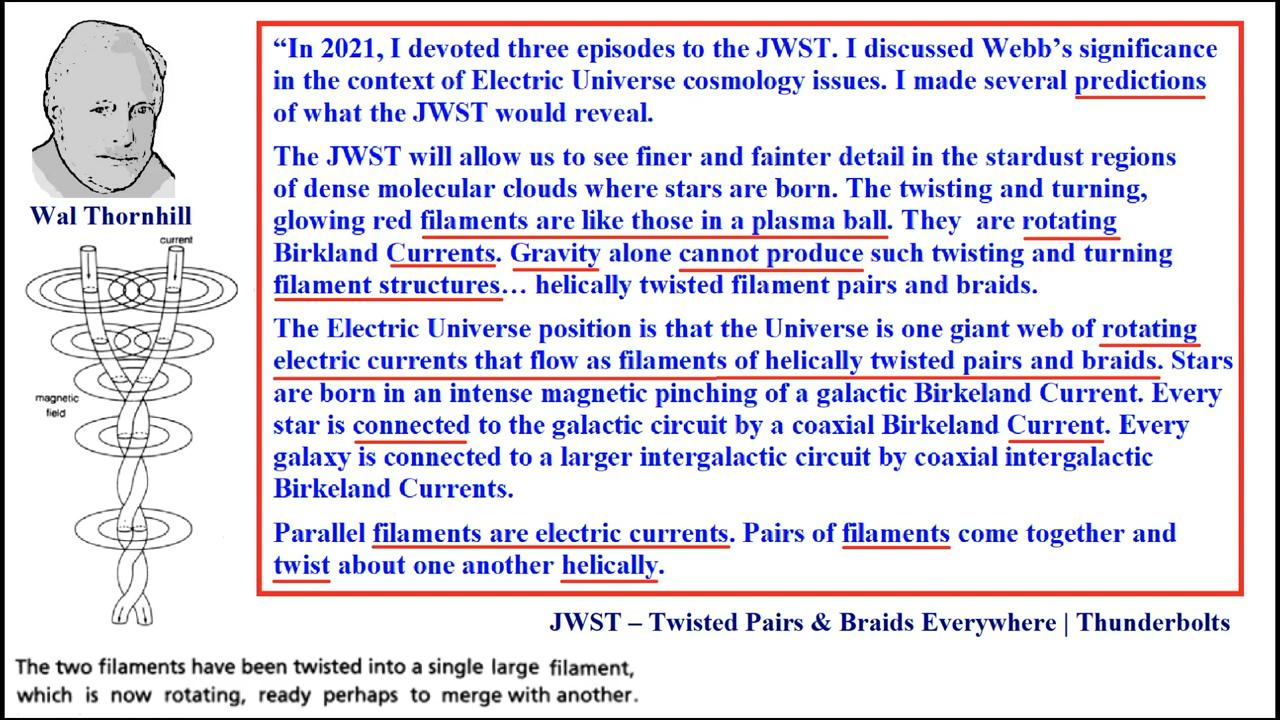 Wal Thornhill
current
magnetic
field
“In 2021, I devoted three episodes to the JWST. I discussed Webb’s significance
in the context of Electric Universe cosmology issues. I made several predictions
of what the JWST would reveal.
The JWST will allow us to see finer and fainter detail in the stardust regions
of dense molecular clouds where stars are born. The twisting and turning,
glowing red filaments are like those in a plasma ball. They are rotating
Birkland Currents. Gravity alone cannot produce such twisting and turning
filament structures… helically twisted filament pairs and braids.
The Electric Universe position is that the Universe is one giant web of rotating
electric currents that flow as filaments of helically twisted pairs and braids. Stars
are born in an intense magnetic pinching of a galactic Birkeland Current. Every
star is connected to the galactic circuit by a coaxial Birkeland Current. Every
galaxy is connected to a larger intergalactic circuit by coaxial intergalactic
Birkeland Currents.
Parallel filaments are electric currents. Pairs of filaments come together and
twist about one another helically.
JWST – Twisted Pairs & Braids Everywhere | Thunderbolts
The two filaments have been twisted into a single large filament,
which is now rotating, ready perhaps to merge with another.